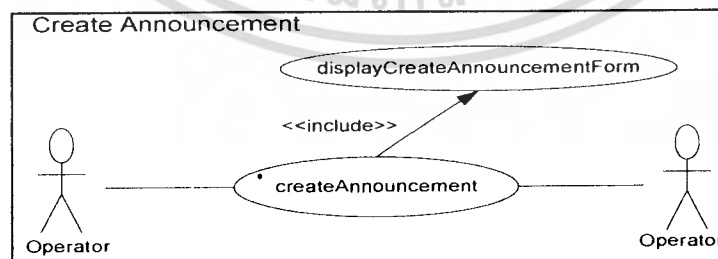 Create Announcement
displayCreateAnnouncementForm
<<include>>
createAnnouncement
Operator
Operator